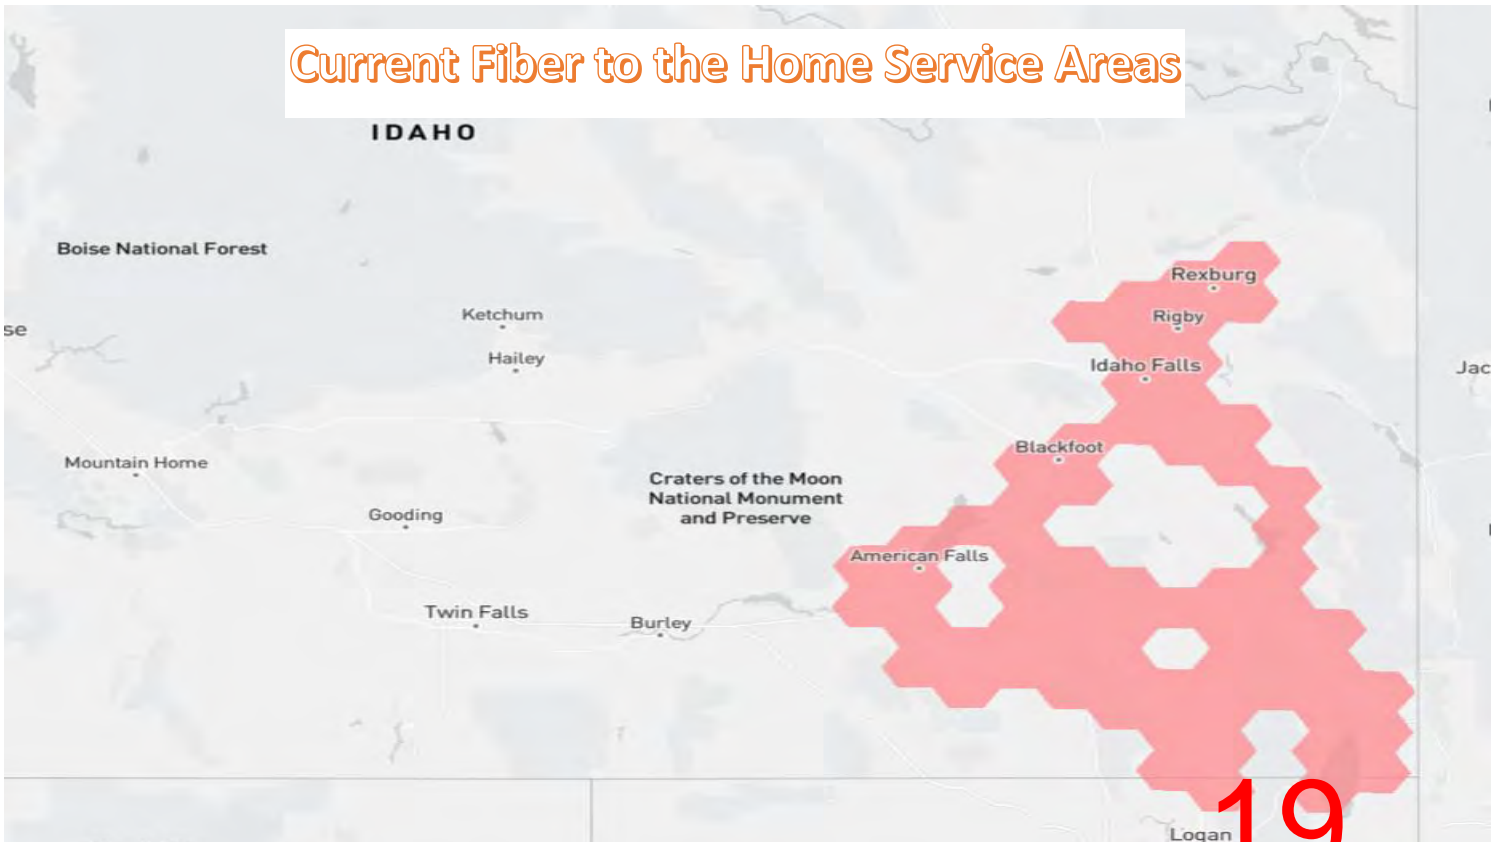 Current Fiber to the Home Service Areas
IDAHO
Boise National Forest
Rexburg
Ketchum
Rigby
se
Hailey
Idaho Falls
Jac
Blackfoot
Mountain Home
Craters of the Moon
National Monument
and Preserve
Gooding
American Falls
Twin Falls
Burley
19
Logan